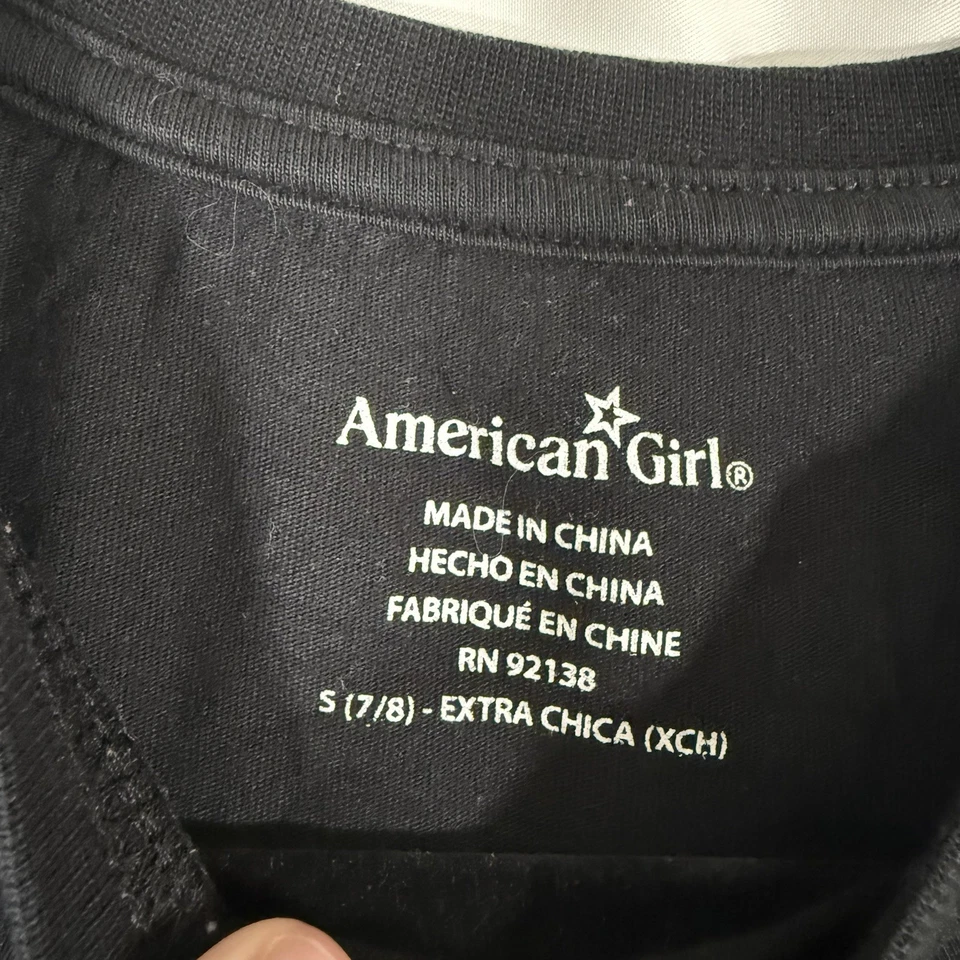 American Girl®
MADE IN CHINA
HECHO EN CHINA
FABRIQUÉ EN CHINE
RN 92138
S (7/8) - EXTRA CHICA (XCH)